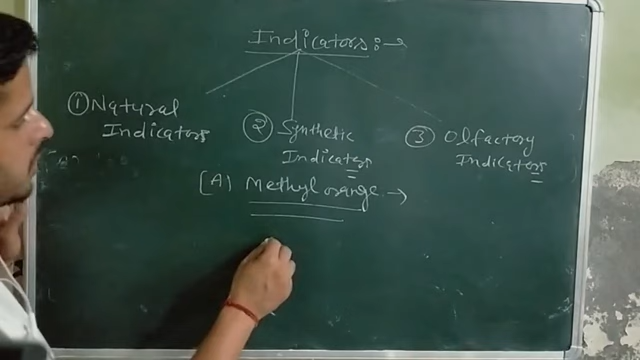 Indicators:→
① Natural
Indicators
② Synthetic
Indicators
③ Olfactory
Indicators
[A] Methyl orange →